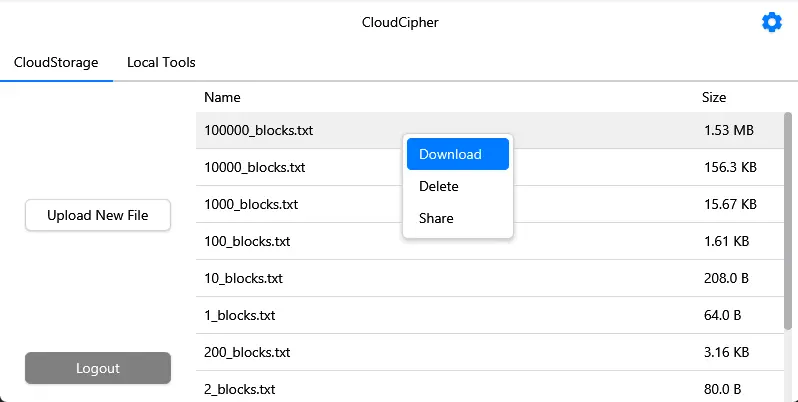 CloudCipher
CloudStorage Local Tools
Name Size
100000_blocks.txt 1.53 MB
Download
10000_blocks.txt 156.3 KB
Delete
Upload New File
1000_blocks.txt 15.67 KB
Share
100_blocks.txt 1.61 KB
10_blocks.txt 208.0 B
1_blocks.txt 64.0 B
200_blocks.txt 3.16 KB
Logout
2_blocks.txt 80.0 B